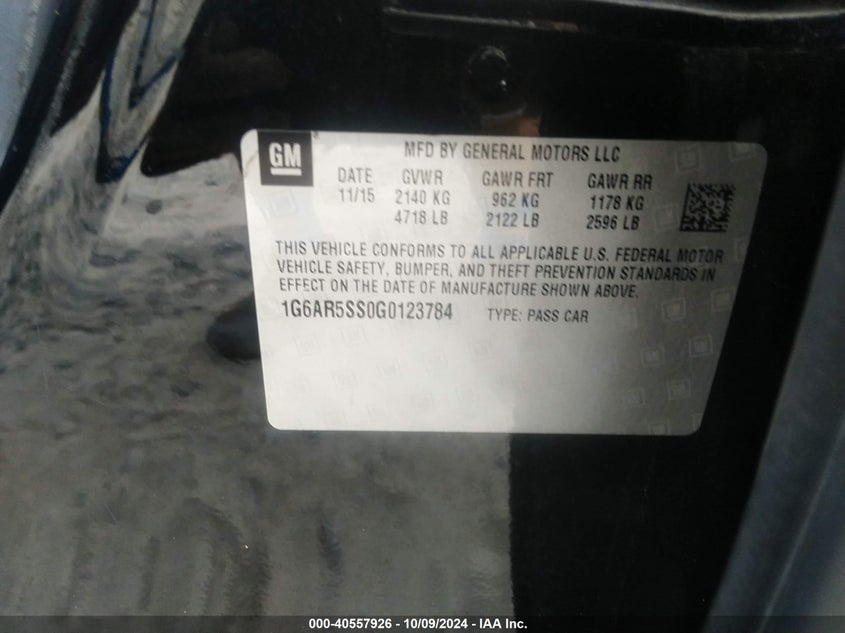 GM
MFD BY GENERAL MOTORS LLC
DATE GVWR GAWR FRT GAWR RR
11/15 2140 KG 962 KG 1178 KG
4718 LB 2122 LB 2596 LB
THIS VEHICLE CONFORMS TO ALL APPLICABLE U.S. FEDERAL MOTOR
VEHICLE SAFETY, BUMPER, AND THEFT PREVENTION STANDARDS IN
EFFECT ON THE DATE OF MANUFACTURE SHOWN ABOVE.
1G6AR5SS0G0123784 TYPE: PASS CAR
000-40557926 - 10/09/2024 - IAA Inc.